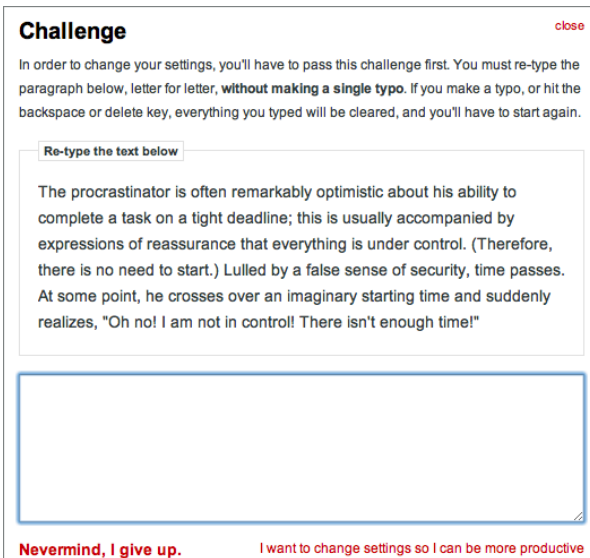 Challenge
close
In order to change your settings, you'll have to pass this challenge first. You must re-type the
paragraph below, letter for letter, without making a single typo. If you make a typo, or hit the
backspace or delete key, everything you typed will be cleared, and you'll have to start again.
Re-type the text below
The procrastinator is often remarkably optimistic about his ability to
complete a task on a tight deadline; this is usually accompanied by
expressions of reassurance that everything is under control. (Therefore,
there is no need to start.) Lulled by a false sense of security, time passes.
At some point, he crosses over an imaginary starting time and suddenly
realizes, "Oh no! I am not in control! There isn't enough time!"
Nevermind, I give up.
I want to change settings so I can be more productive